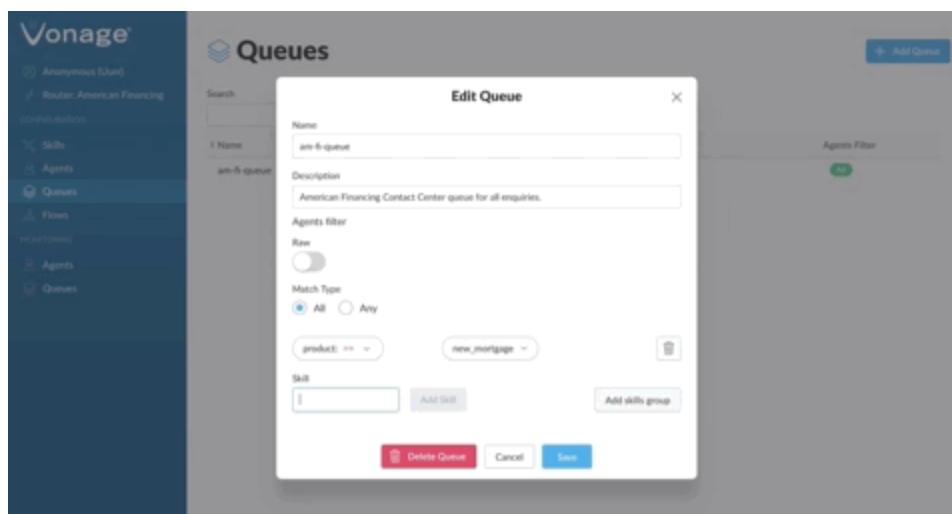 Vonage
Anonymous (User)
Router: American Financing
CONFIGURATION
Skills
Agents
Queues
Flows
MONITORING
Agents
Queues
Queues
+ Add Queue
Search
Name
Agents Filter
am-fi-queue
All
Edit Queue
Name
am-fi-queue
Description
American Financing Contact Center queue for all enquiries.
Agents filter
Raw
Match Type
All Any
product: == new_mortgage
Skill
Add Skill Add skills group
Delete Queue Cancel Save